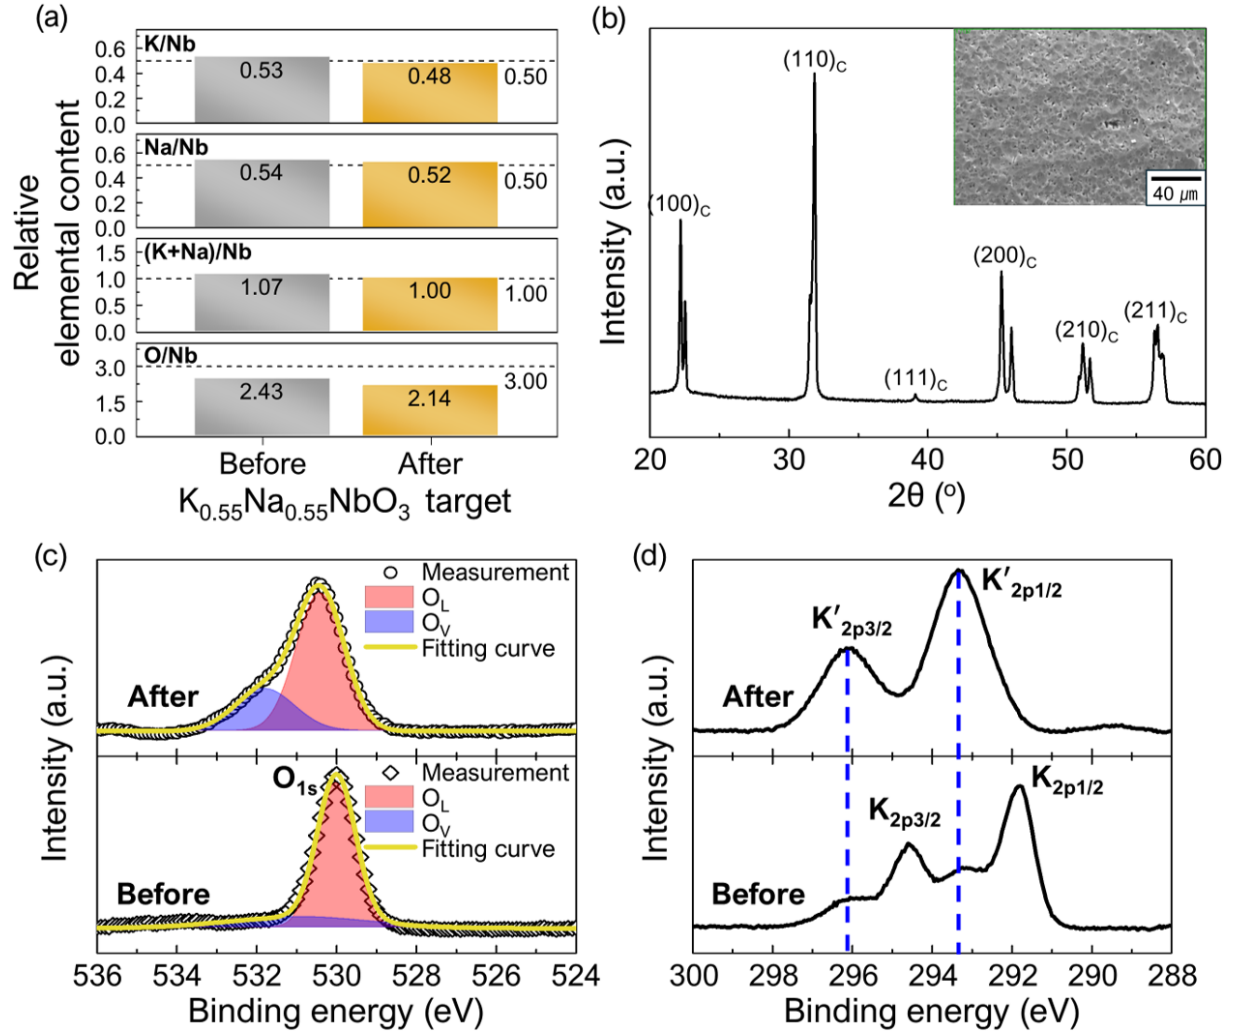 (a)
Relative
elemental content
K/Nb
0.6
0.4
0.2
0.0
0.53
0.48
0.50
Na/Nb
0.6
0.4
0.2
0.0
0.54
0.52
0.50
(K+Na)/Nb
1.5
1.0
0.5
0.0
1.07
1.00
1.00
O/Nb
3.0
1.5
0.0
2.43
2.14
3.00
Before After
K0.55Na0.55NbO3 target
(b)
Intensity (a.u.)
(100)C
(110)C
(111)C
(200)C
(210)C
(211)C
40 μm
20 30 40 50 60
2θ (o)
(c)
Intensity (a.u.)
Measurement
OL
OV
Fitting curve
After
O1s
Measurement
OL
OV
Fitting curve
Before
536 534 532 530 528 526 524
Binding energy (eV)
(d)
Intensity (a.u.)
K′2p3/2
K′2p1/2
After
K2p3/2
K2p1/2
Before
300 298 296 294 292 290 288
Binding energy (eV)